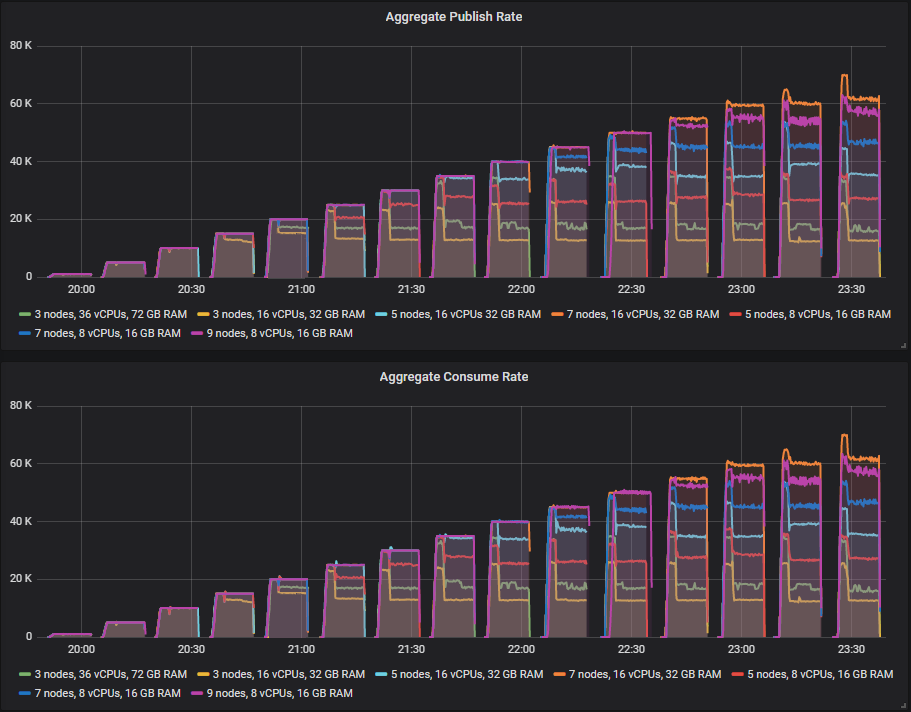 Aggregate Publish Rate
80 K
60 K
40 K
20 K
0
20:00 20:30 21:00 21:30 22:00 22:30 23:00 23:30
3 nodes, 36 vCPUs, 72 GB RAM 3 nodes, 16 vCPUs, 32 GB RAM 5 nodes, 16 vCPUs 32 GB RAM 7 nodes, 16 vCPUs, 32 GB RAM 5 nodes, 8 vCPUs, 16 GB RAM
7 nodes, 8 vCPUs, 16 GB RAM 9 nodes, 8 vCPUs, 16 GB RAM
Aggregate Consume Rate
80 K
60 K
40 K
20 K
0
20:00 20:30 21:00 21:30 22:00 22:30 23:00 23:30
3 nodes, 36 vCPUs, 72 GB RAM 3 nodes, 16 vCPUs, 32 GB RAM 5 nodes, 16 vCPUs, 32 GB RAM 7 nodes, 16 vCPUs, 32 GB RAM 5 nodes, 8 vCPUs, 16 GB RAM
7 nodes, 8 vCPUs, 16 GB RAM 9 nodes, 8 vCPUs, 16 GB RAM